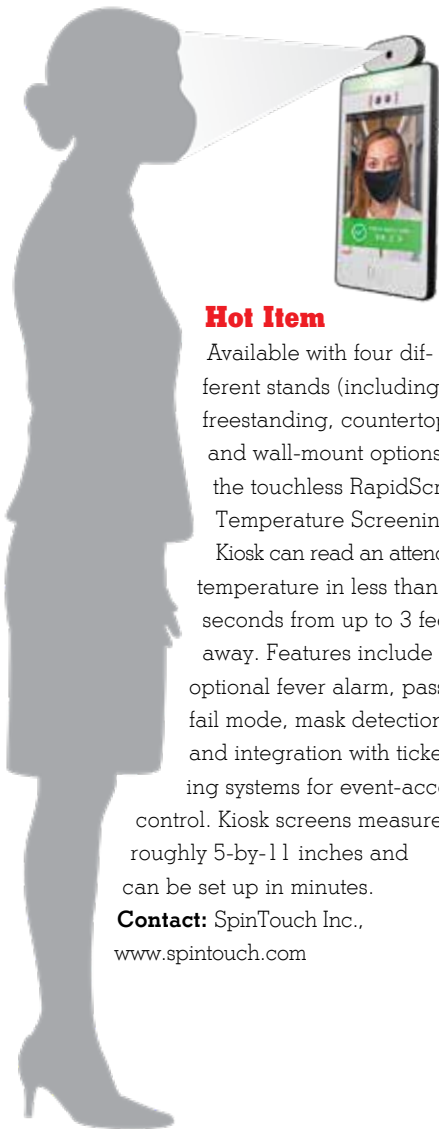 Hot Item
Available with four dif-
ferent stands (including
freestanding, countertop
and wall-mount options
the touchless RapidScr
Temperature Screenin
Kiosk can read an attend
temperature in less than
seconds from up to 3 fee
away. Features include
optional fever alarm, pass
fail mode, mask detection
and integration with ticke
ing systems for event-acce
control. Kiosk screens measure
roughly 5-by-11 inches and
can be set up in minutes.
Contact: SpinTouch Inc.,
www.spintouch.com